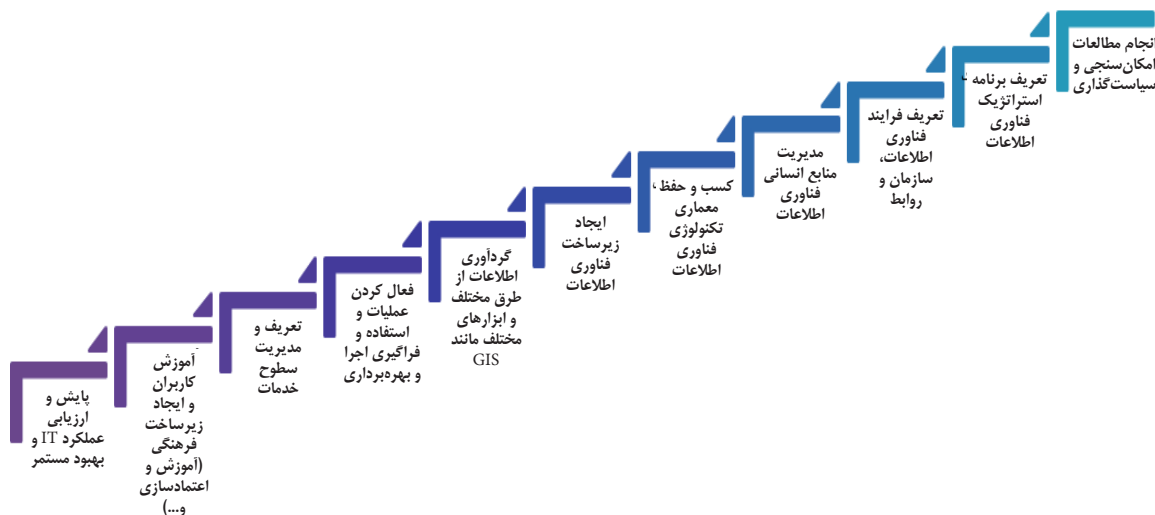 انجام مطالعات
امکان‌سنجی و
سیاست‌گذاری
تعریف برنامه
استراتژیک
فناوری
اطلاعات
تعریف فرایند
فناوری
اطلاعات،
سازمان و
روابط
مدیریت
منابع انسانی
فناوری
اطلاعات
کسب و حفظ
معماری
تکنولوژی
فناوری
اطلاعات
ایجاد
زیرساخت
فناوری
اطلاعات
گردآوری
اطلاعات از
طرق مختلف
و ابزارهای
مختلف مانند
GIS
فعال کردن
عملیات و
استفاده و
فراگیری اجرا
و بهره‌برداری
تعریف و
مدیریت
سطوح
خدمات
آموزش
کاربران
و ایجاد
زیرساخت
فرهنگی
(آموزش و
اعتمادسازی
و...)
پایش و
ارزیابی
عملکرد IT و
بهبود مستمر